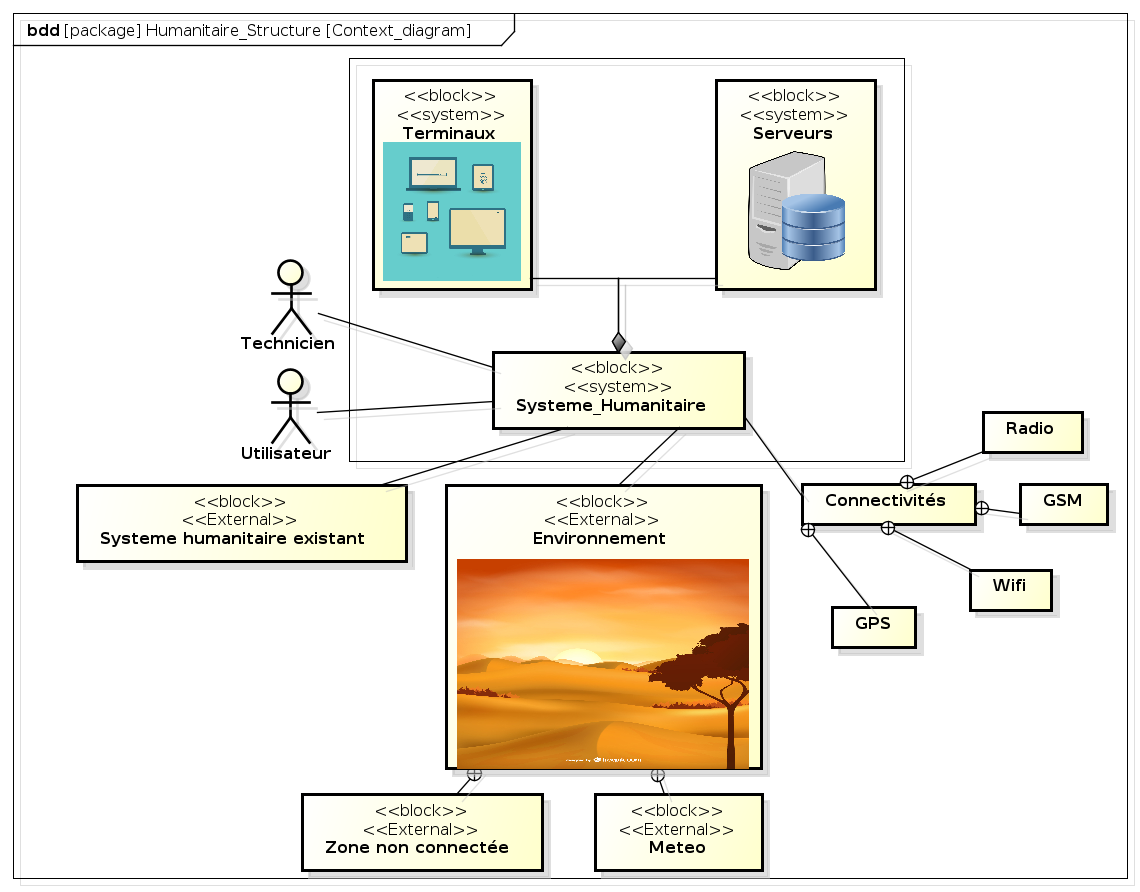 bdd [package] Humanitaire_Structure [Context_diagram]
<<block>>
<<system>>
Terminaux
<<block>>
<<system>>
Serveurs
Technicien
<<block>>
<<system>>
Systeme_Humanitaire
Utilisateur
Radio
<<block>>
<<External>>
Systeme humanitaire existant
<<block>>
<<External>>
Environnement
Connectivités
GSM
Wifi
GPS
<<block>>
<<External>>
Zone non connectée
<<block>>
<<External>>
Meteo